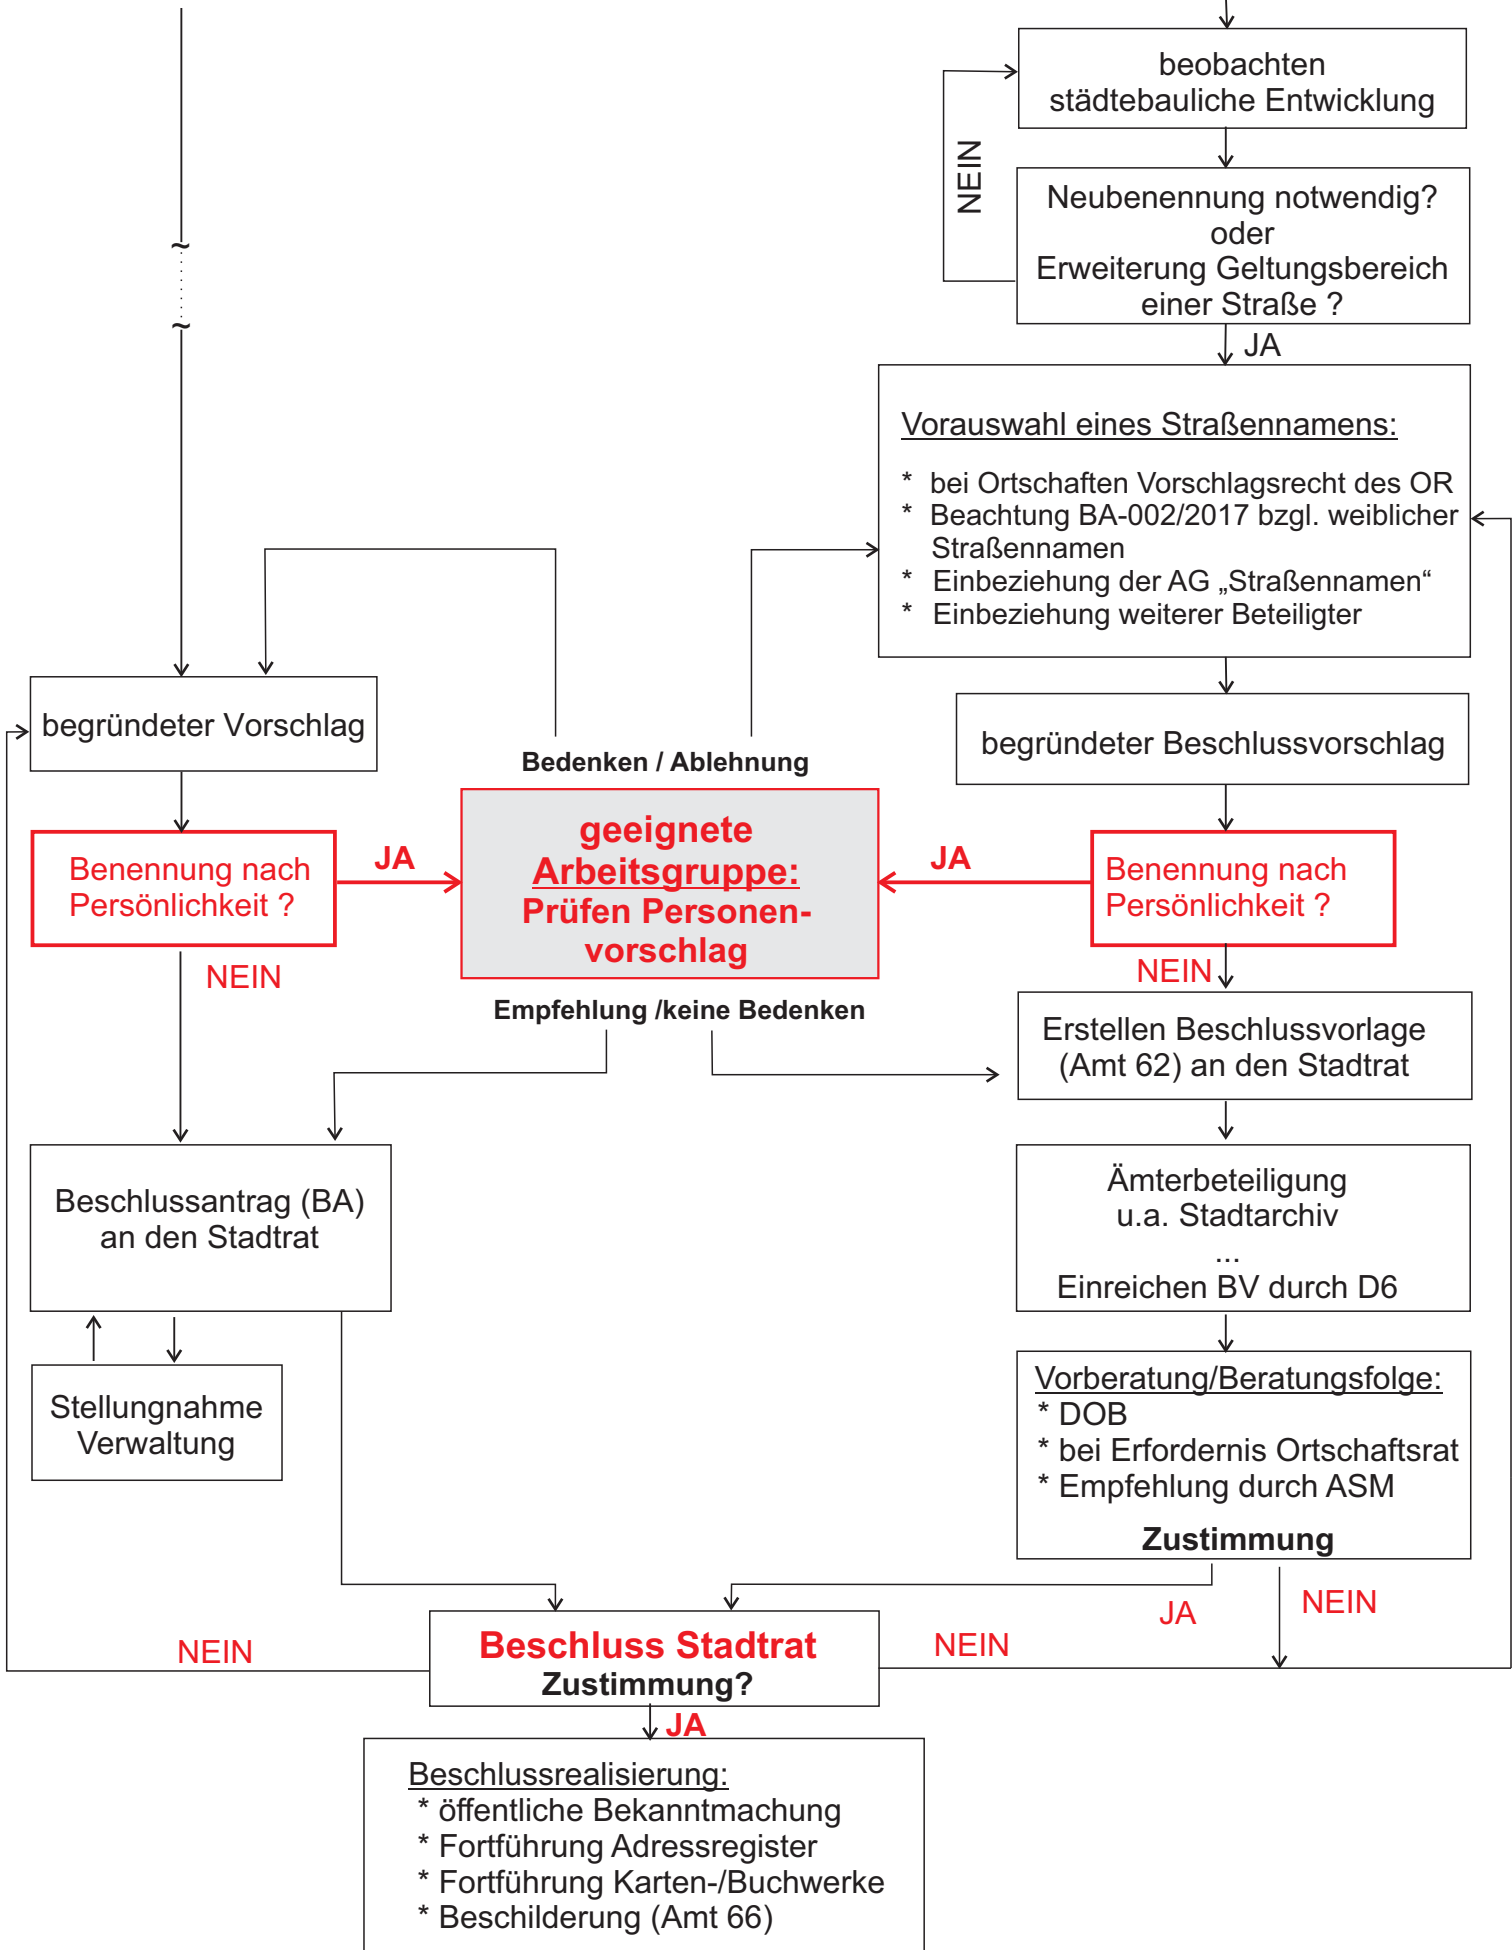 beobachten
städtebauliche Entwicklung
NEIN
Neubenennung notwendig?
oder
Erweiterung Geltungsbereich
einer Straße ?
JA
Vorauswahl eines Straßennamens:
* bei Ortschaften Vorschlagsrecht des OR
* Beachtung BA-002/2017 bzgl. weiblicher
Straßennamen
* Einbeziehung der AG „Straßennamen“
* Einbeziehung weiterer Beteiligter
begründeter Vorschlag
begründeter Beschlussvorschlag
Bedenken / Ablehnung
Benennung nach
Persönlichkeit ?
JA
geeignete
Arbeitsgruppe:
Prüfen Personen-
vorschlag
JA
Benennung nach
Persönlichkeit ?
NEIN
NEIN
Empfehlung /keine Bedenken
Erstellen Beschlussvorlage
(Amt 62) an den Stadtrat
Beschlussantrag (BA)
an den Stadtrat
Ämterbeteiligung
u.a. Stadtarchiv
...
Einreichen BV durch D6
Stellungnahme
Verwaltung
Vorberatung/Beratungsfolge:
* DOB
* bei Erfordernis Ortschaftsrat
* Empfehlung durch ASM
Zustimmung
JA
NEIN
NEIN
Beschluss Stadtrat
Zustimmung?
NEIN
JA
Beschlussrealisierung:
* öffentliche Bekanntmachung
* Fortführung Adressregister
* Fortführung Karten-/Buchwerke
* Beschilderung (Amt 66)